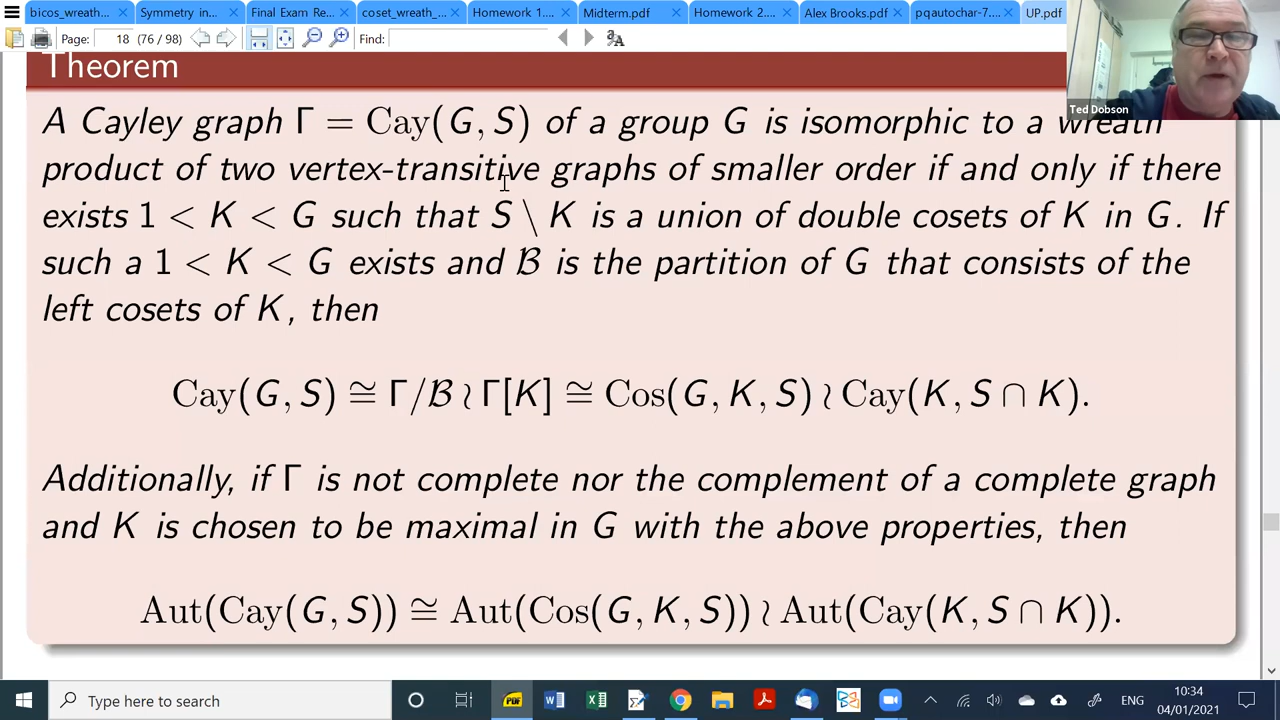 bicos_wreath... Symmetry in... Final Exam Re... coset_wreath_... Homework 1.... Midterm.pdf Homework 2.... Alex Brooks.pdf pqautochar-7.... UP.pdf
Page: 18 (76 / 98) Find:
Ted Dobson
Theorem
A Cayley graph Γ = Cay(G, S) of a group G is isomorphic to a wreath
product of two vertex-transitive graphs of smaller order if and only if there
exists 1 < K < G such that S \ K is a union of double cosets of K in G. If
such a 1 < K < G exists and ℬ is the partition of G that consists of the
left cosets of K, then
Cay(G, S) ≅ Γ/ℬ ≀ Γ[K] ≅ Cos(G, K, S) ≀ Cay(K, S ∩ K).
Additionally, if Γ is not complete nor the complement of a complete graph
and K is chosen to be maximal in G with the above properties, then
Aut(Cay(G, S)) ≅ Aut(Cos(G, K, S)) ≀ Aut(Cay(K, S ∩ K)).
Type here to search
ENG
10:34
04/01/2021